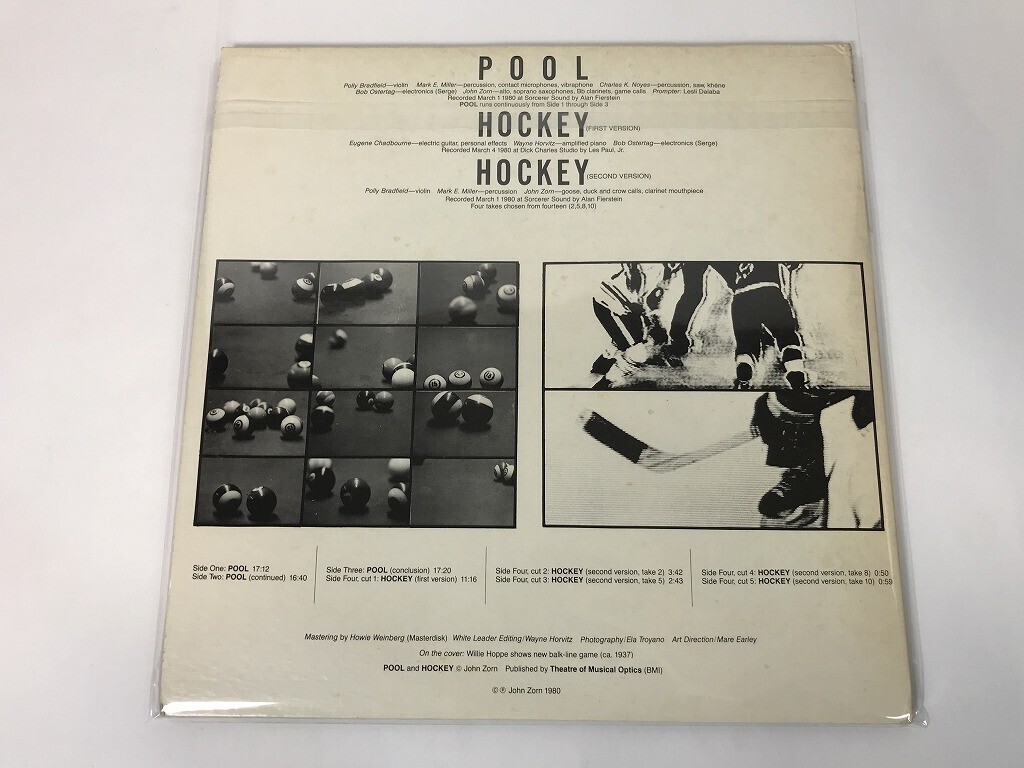 POOL
Polly Bradfield—violin Mark E. Miller—percussion, contact microphones, vibraphone Charles K. Noyes—percussion, saw, khéne
Bob Ostertag—electronics (Serge) John Zorn—alto, soprano saxophones, Bb clarinets, game calls Prompter: Lesli Dalaba
Recorded March 1 1980 at Sorcerer Sound by Alan Fierstein
POOL runs continuously from Side 1 through Side 3
HOCKEY (FIRST VERSION)
Eugene Chadbourne—electric guitar, personal effects Wayne Horvitz—amplified piano Bob Ostertag—electronics (Serge)
Recorded March 4 1980 at Dick Charles Studio by Les Paul, Jr.
HOCKEY (SECOND VERSION)
Polly Bradfield—violin Mark E. Miller—percussion John Zorn—goose, duck and crow calls, clarinet mouthpiece
Recorded March 1 1980 at Sorcerer Sound by Alan Fierstein
Four takes chosen from fourteen (2,5,8,10)
Side One: POOL 17:12
Side Two: POOL (continued) 16:40
Side Three: POOL (conclusion) 17:20
Side Four, cut 1: HOCKEY (first version) 11:16
Side Four, cut 2: HOCKEY (second version, take 2) 3:42
Side Four, cut 3: HOCKEY (second version, take 5) 2:43
Side Four, cut 4: HOCKEY (second version, take 8) 0:50
Side Four, cut 5: HOCKEY (second version, take 10) 0:59
Mastering by Howie Weinberg (Masterdisk) White Leader Editing/Wayne Horvitz Photography/Ela Troyano Art Direction/Mare Earley
On the cover: Willie Hoppe shows new balk-line game (ca. 1937)
POOL and HOCKEY © John Zorn Published by Theatre of Musical Optics (BMI)
© ℗ John Zorn 1980